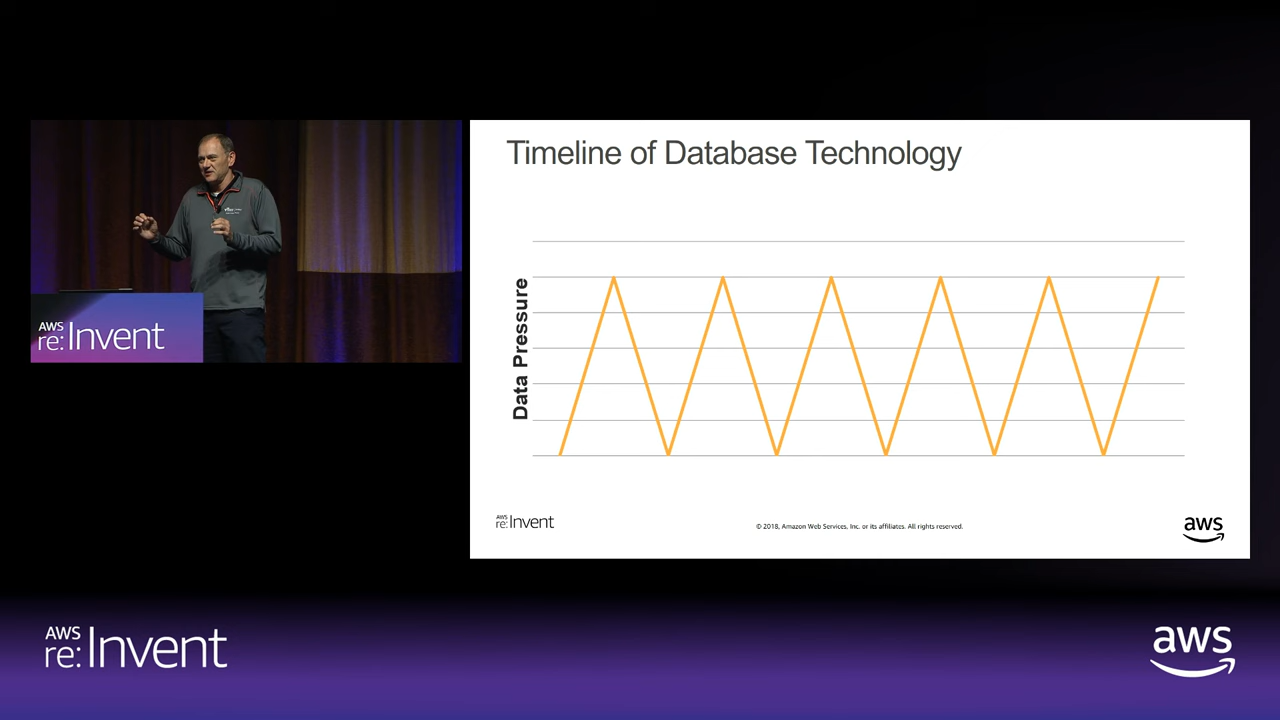 AWS
re:Invent
Timeline of Database Technology
Data Pressure
AWS
re:Invent
© 2018, Amazon Web Services, Inc. or its affiliates. All rights reserved.
aws
AWS
re:Invent
aws